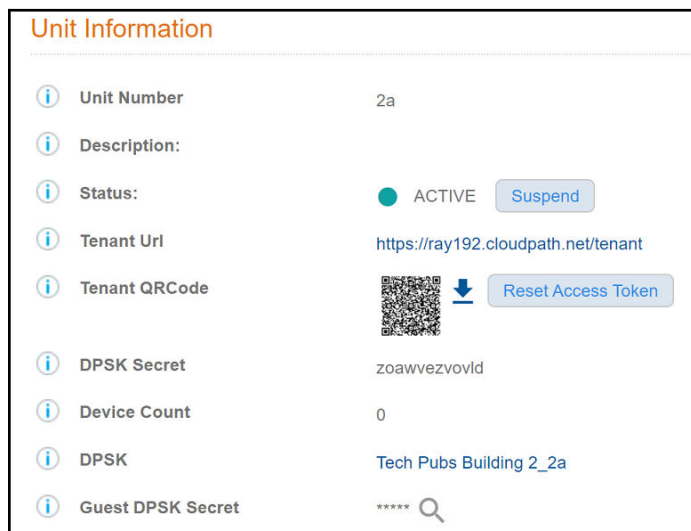 Unit Information
Unit Number 2a
Description:
Status: ACTIVE Suspend
Tenant Url https://ray192.cloudpath.net/tenant
Tenant QRCode Reset Access Token
DPSK Secret zoawvezvovld
Device Count 0
DPSK Tech Pubs Building 2_2a
Guest DPSK Secret *****